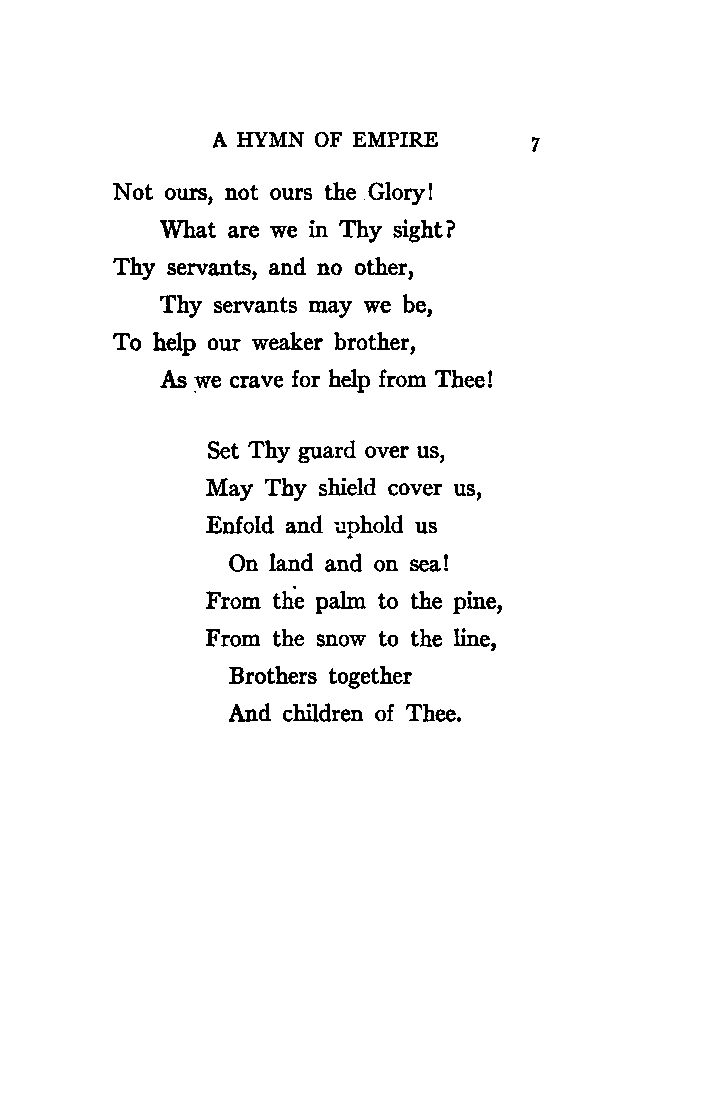 A HYMN OF EMPIRE 7
Not ours, not ours the Glory!
What are we in Thy sight?
Thy servants, and no other,
Thy servants may we be,
To help our weaker brother,
As we crave for help from Thee!
Set Thy guard over us,
May Thy shield cover us,
Enfold and uphold us
On land and on sea!
From the palm to the pine,
From the snow to the line,
Brothers together
And children of Thee.